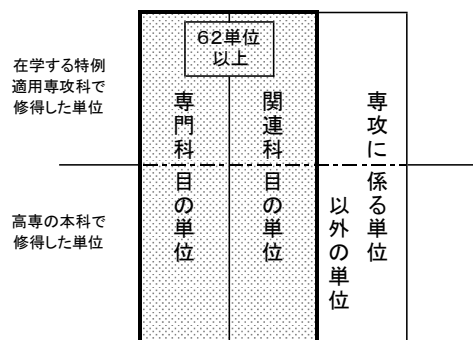 在学する特例
適用専攻科で
修得した単位
62単位
以上
専門科目の単位
関連科目の単位
専攻に係る単位
以外の単位
高専の本科で
修得した単位